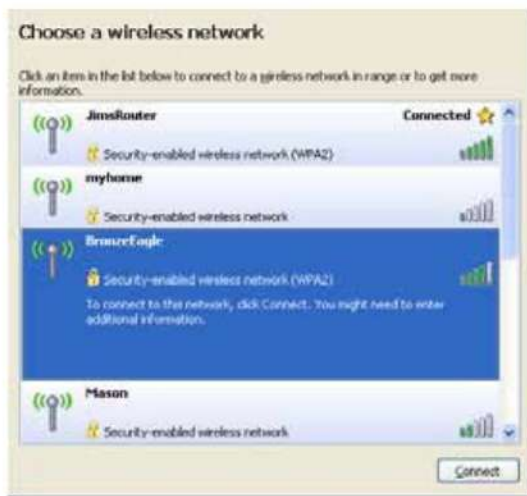 Choose a wireless network
Click an item in the list below to connect to a wireless network in range or to get more
information.
JimsRouter Connected
Security-enabled wireless network (WPA2)
myhome
Security-enabled wireless network
BronzeEagle
Security-enabled wireless network (WPA2)
To connect to this network, click Connect. You might need to enter
additional information.
Mason
Security-enabled wireless network
Connect